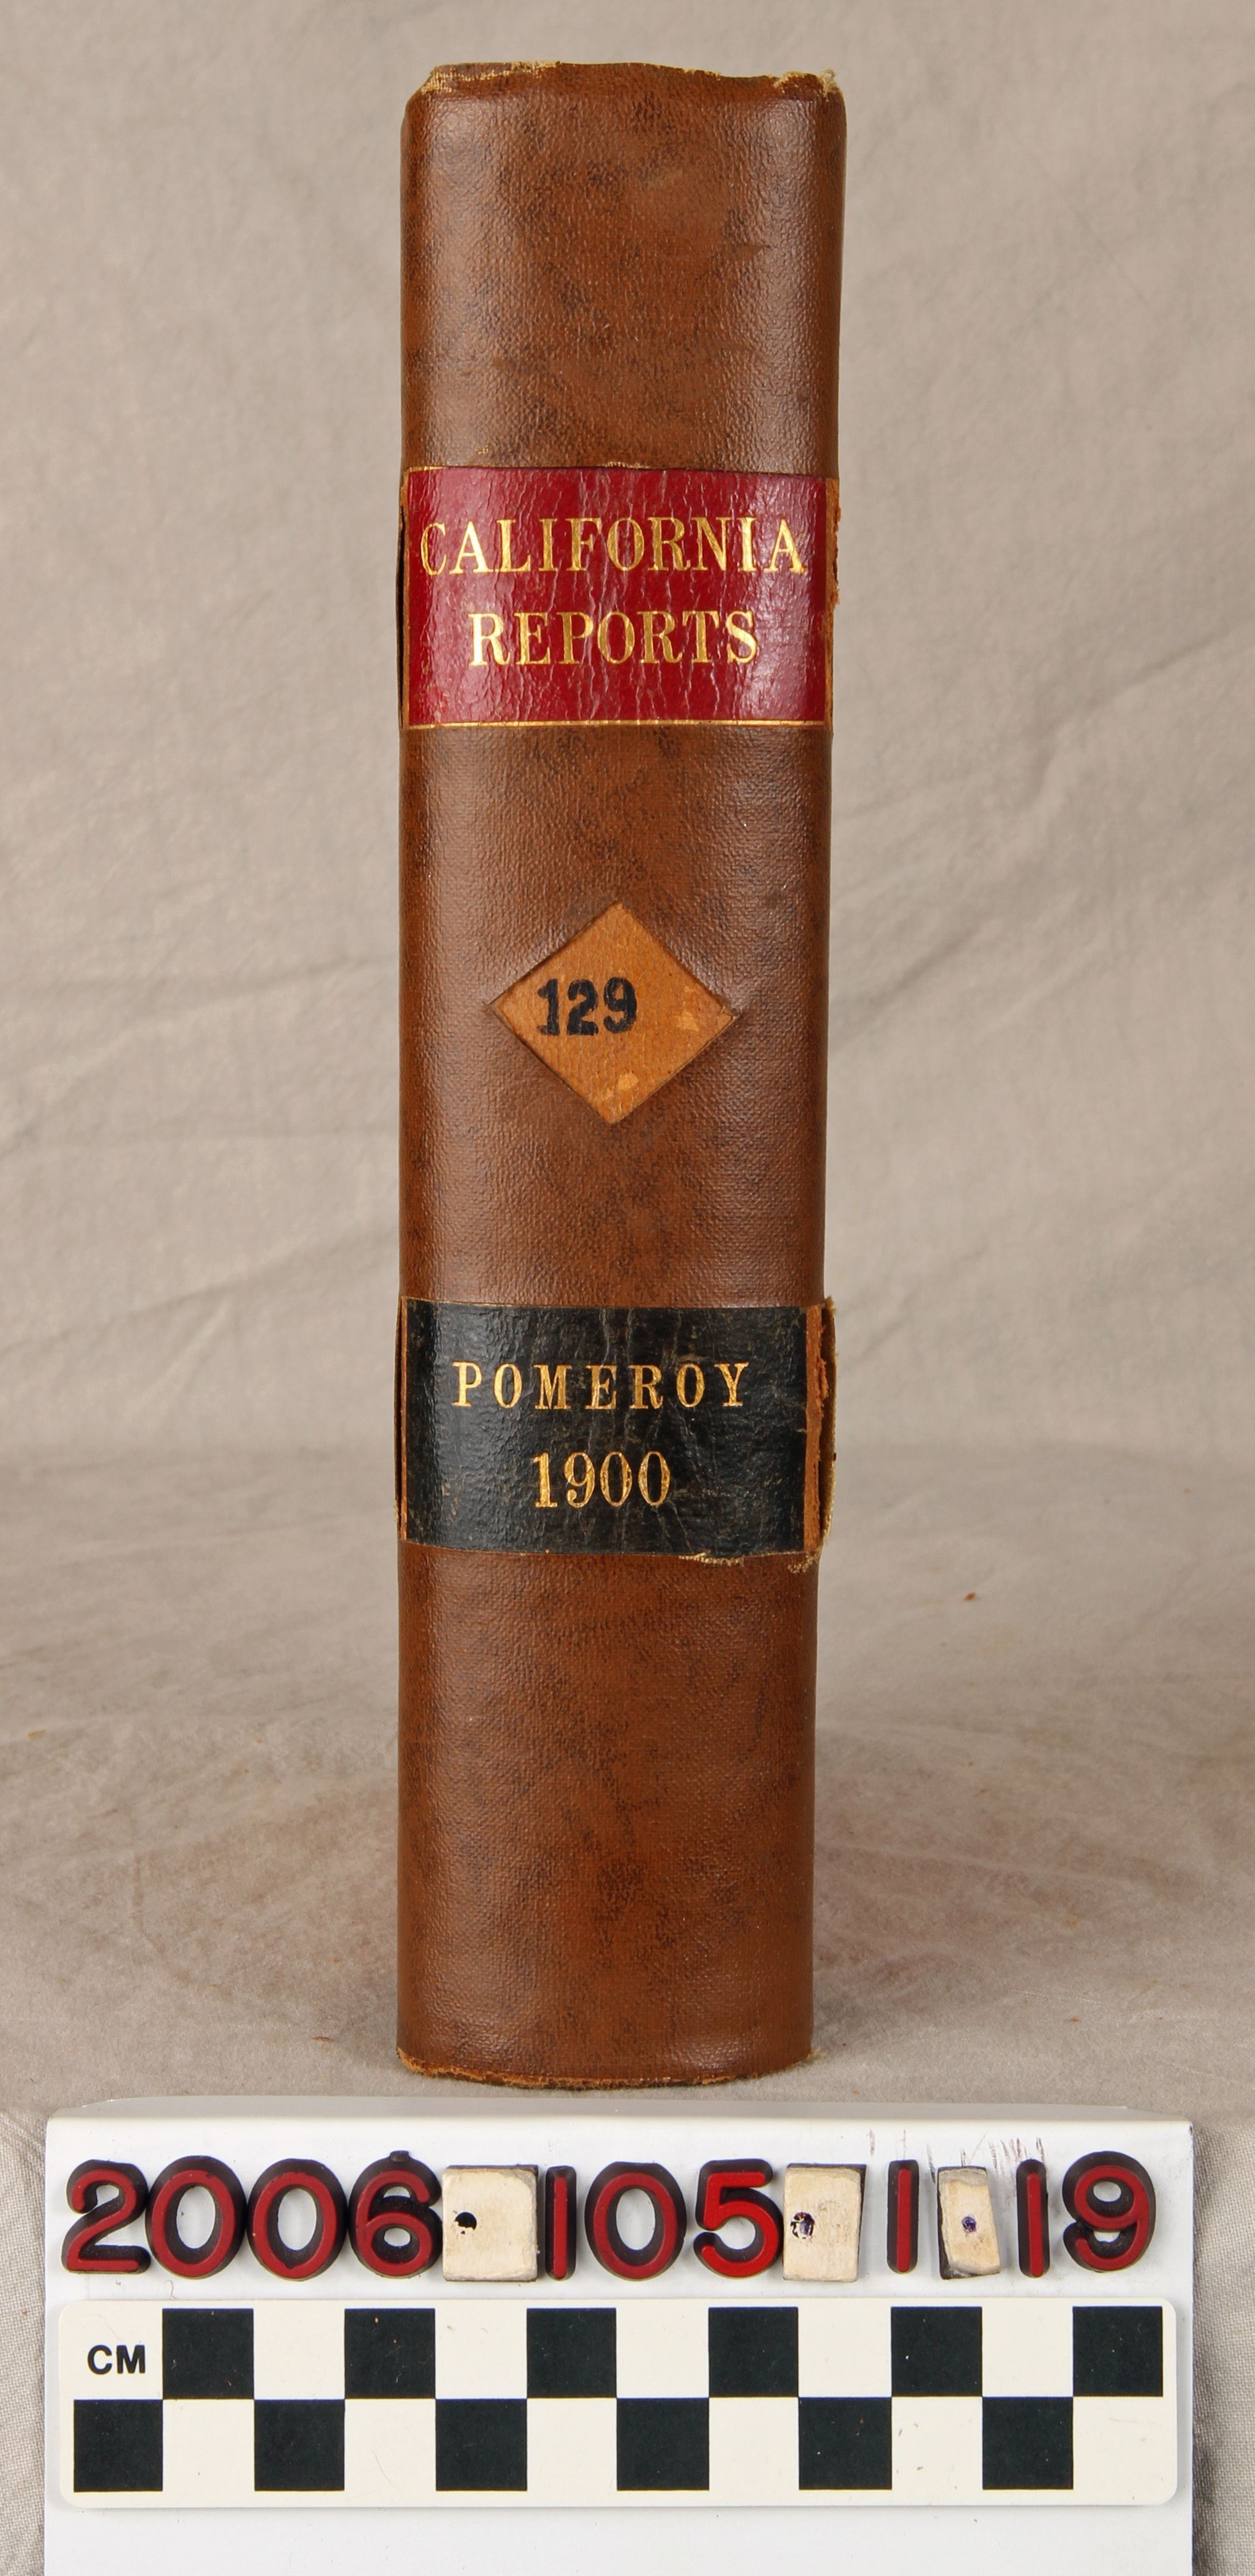 CALIFORNIA
REPORTS
129
POMEROY
1900
2006.105.1.19
CM